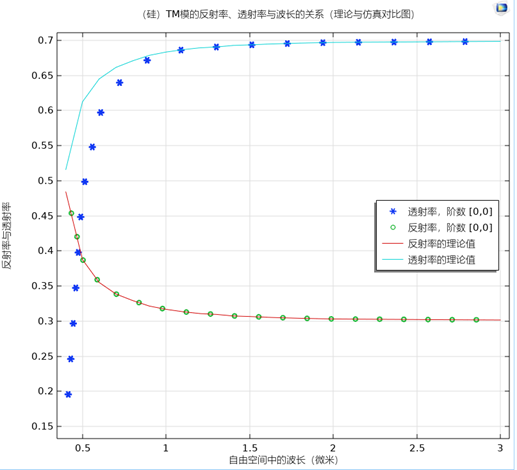 （硅）TM模的反射率、透射率与波长的关系（理论与仿真对比图）
0.7
0.65
0.6
0.55
0.5
0.45
0.4
0.35
0.3
0.25
0.2
0.15
反射率与透射率
透射率，阶数 [0,0]
反射率，阶数 [0,0]
反射率的理论值
透射率的理论值
0.5
1
1.5
2
2.5
3
自由空间中的波长（微米）